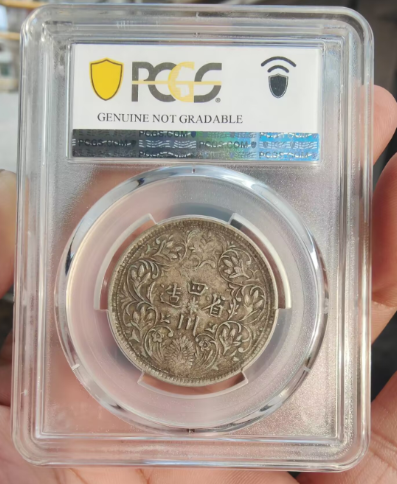 PCGS
GENUINE NOT GRADABLE
四
川
省
造